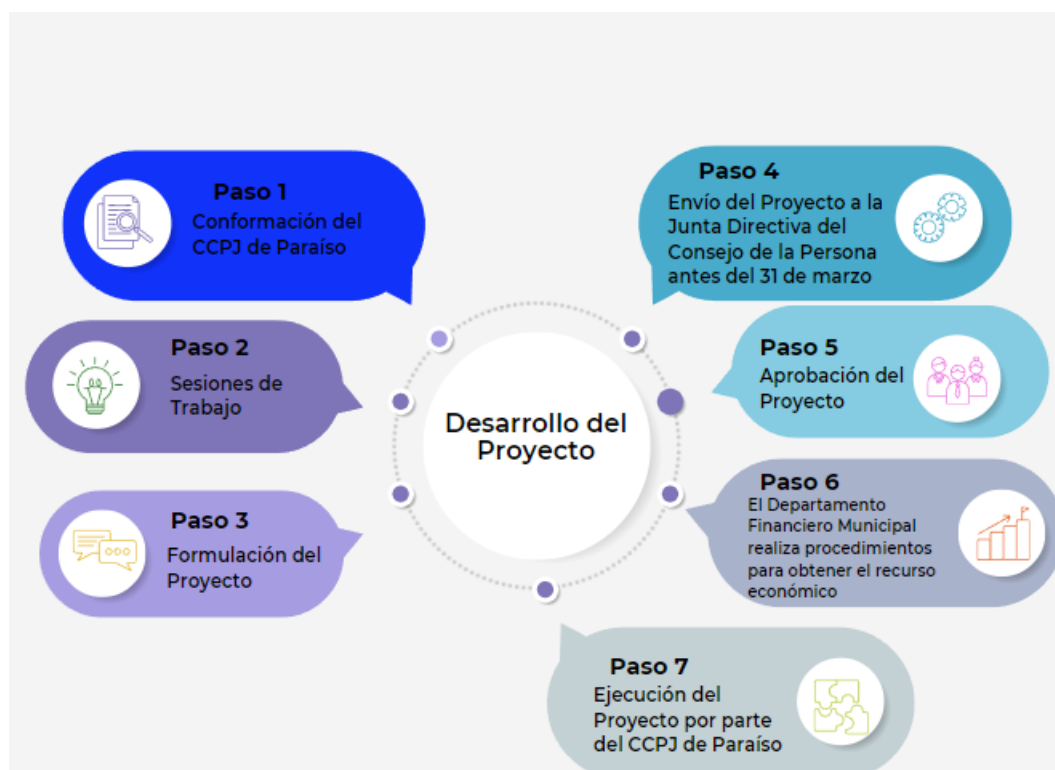 Paso 1
Conformación del
CCPJ de Paraíso
Paso 2
Sesiones de
Trabajo
Paso 3
Formulación del
Proyecto
Desarrollo del
Proyecto
Paso 4
Envío del Proyecto a la
Junta Directiva del
Consejo de la Persona
antes del 31 de marzo
Paso 5
Aprobación del
Proyecto
Paso 6
El Departamento
Financiero Municipal
realiza procedimientos
para obtener el recurso
económico
Paso 7
Ejecución del
Proyecto por parte
del CCPJ de Paraíso